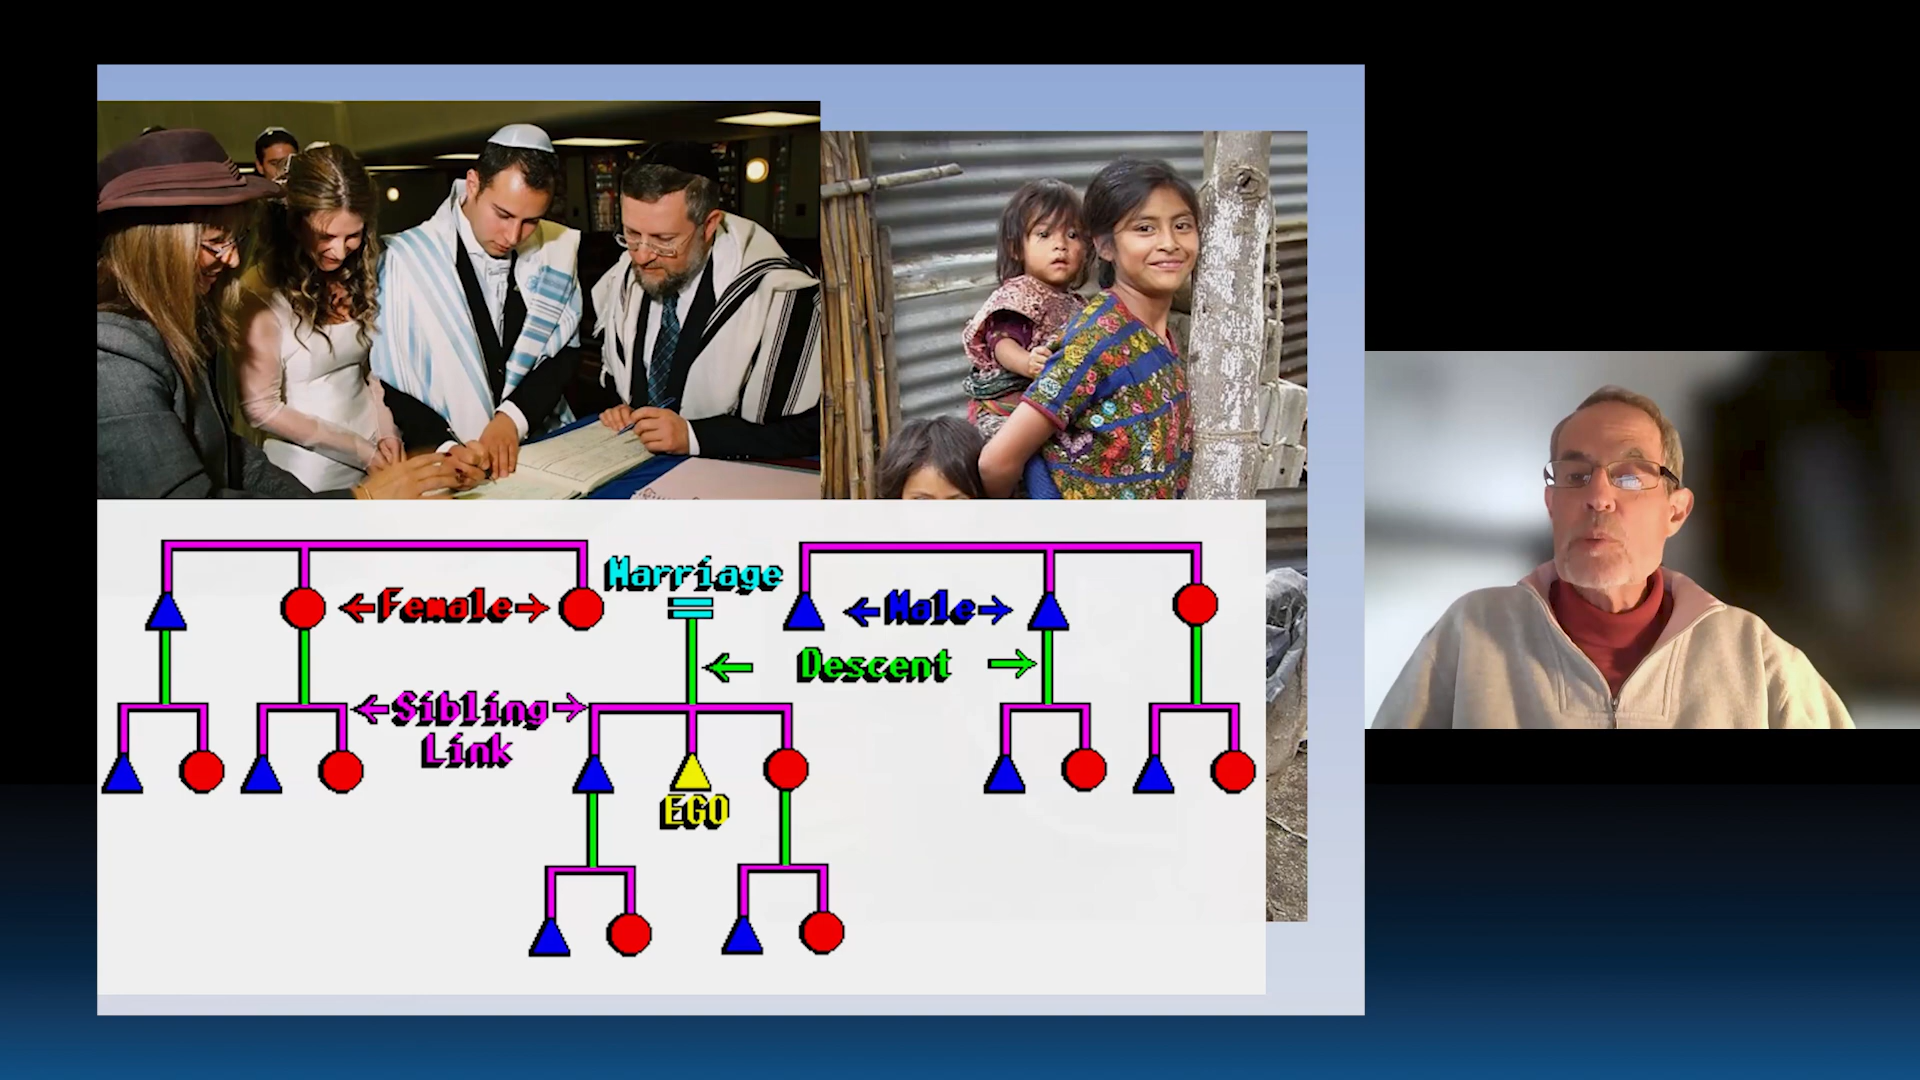 Marriage
←Female→
←Male→
← Descent →
←Sibling→
Link
EGO